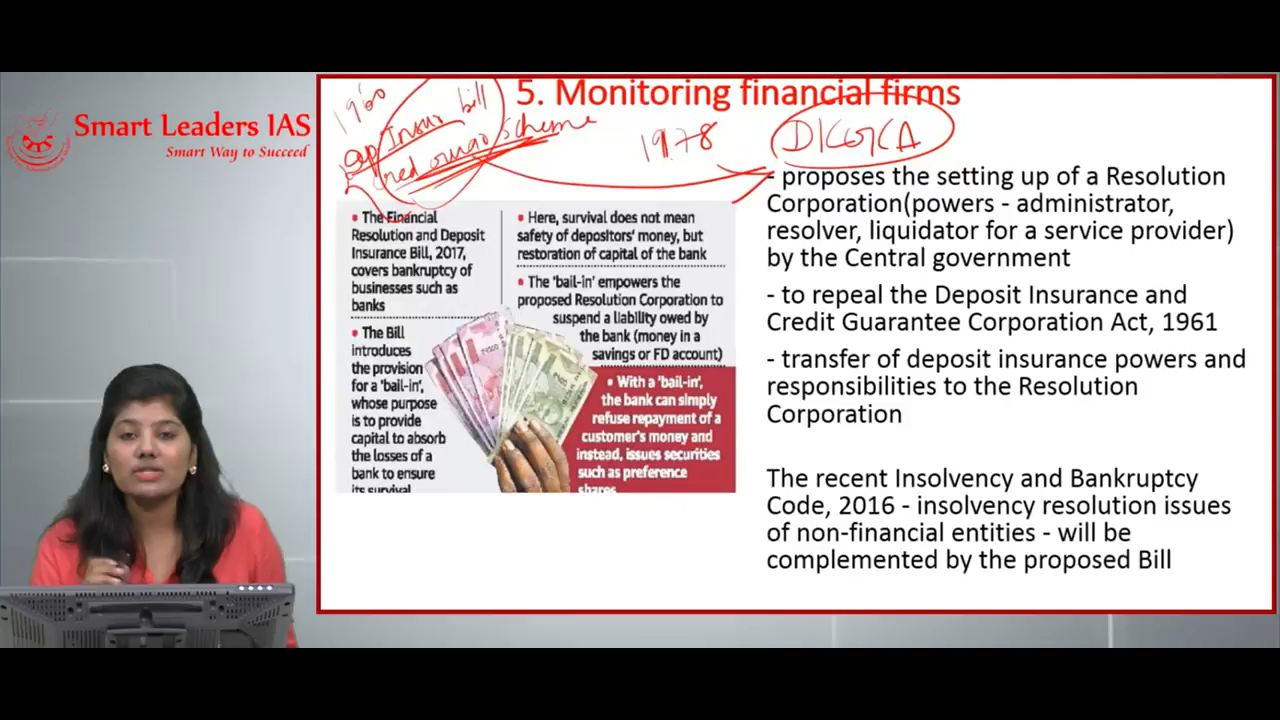 Smart Leaders IAS
Smart Way to Succeed
5. Monitoring financial firms
1960
Insur bill
scheme
1978
• The Financial
Resolution and Deposit
Insurance Bill, 2017,
covers bankruptcy of
businesses such as
banks
• The Bill
introduces
the provision
for a 'bail-in',
whose purpose
is to provide
capital to absorb
the losses of a
bank to ensure
its survival
• Here, survival does not mean
safety of depositors' money, but
restoration of capital of the bank
• The 'bail-in' empowers the
proposed Resolution Corporation to
suspend a liability owed by
the bank (money in a
savings or FD account)
• With a 'bail-in',
the bank can simply
refuse repayment of a
customer's money and
instead, issues securities
such as preference
shares
- proposes the setting up of a Resolution
Corporation(powers - administrator,
resolver, liquidator for a service provider)
by the Central government
- to repeal the Deposit Insurance and
Credit Guarantee Corporation Act, 1961
- transfer of deposit insurance powers and
responsibilities to the Resolution
Corporation
The recent Insolvency and Bankruptcy
Code, 2016 - insolvency resolution issues
of non-financial entities - will be
complemented by the proposed Bill